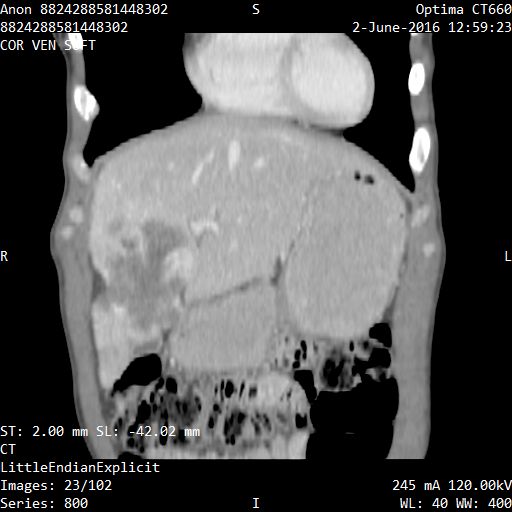 Anon 8824288581448302
S
Optima CT660
8824288581448302
2-June-2016 12:59:23
COR VEN SOFT
R
L
ST: 2.00 mm SL: -42.02 mm
CT
LittleEndianExplicit
Images: 23/102
245 mA 120.00kV
Series: 800
I
WL: 40 WW: 400